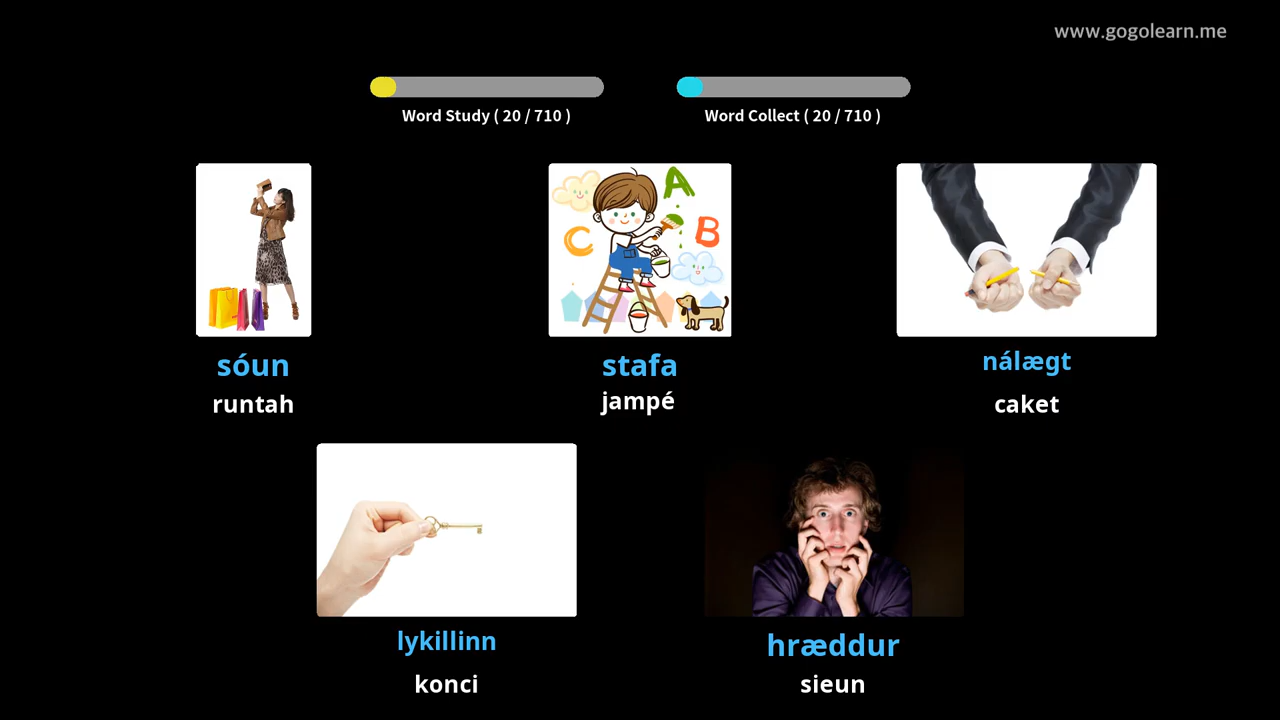 www.gogolearn.me
Word Study ( 20 / 710 )
Word Collect ( 20 / 710 )
A
B
C
sóun
runtah
stafa
jampé
nálægt
caket
lykillinn
konci
hræddur
sieun